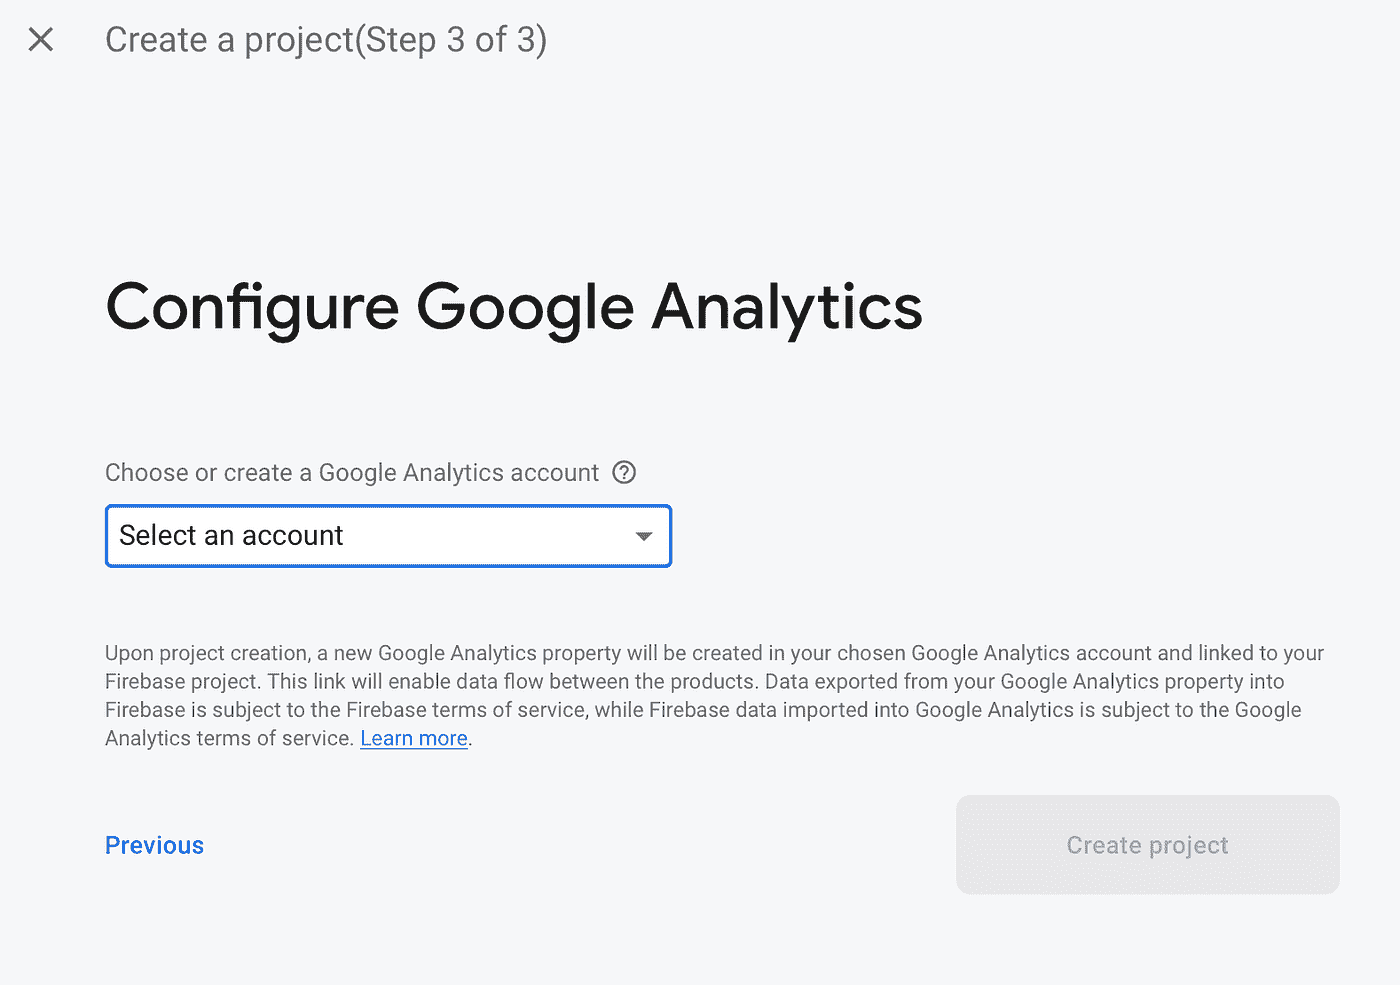 Create a project(Step 3 of 3)
Configure Google Analytics
Choose or create a Google Analytics account
Select an account
Upon project creation, a new Google Analytics property will be created in your chosen Google Analytics account and linked to your
Firebase project. This link will enable data flow between the products. Data exported from your Google Analytics property into
Firebase is subject to the Firebase terms of service, while Firebase data imported into Google Analytics is subject to the Google
Analytics terms of service. Learn more.
Previous
Create project